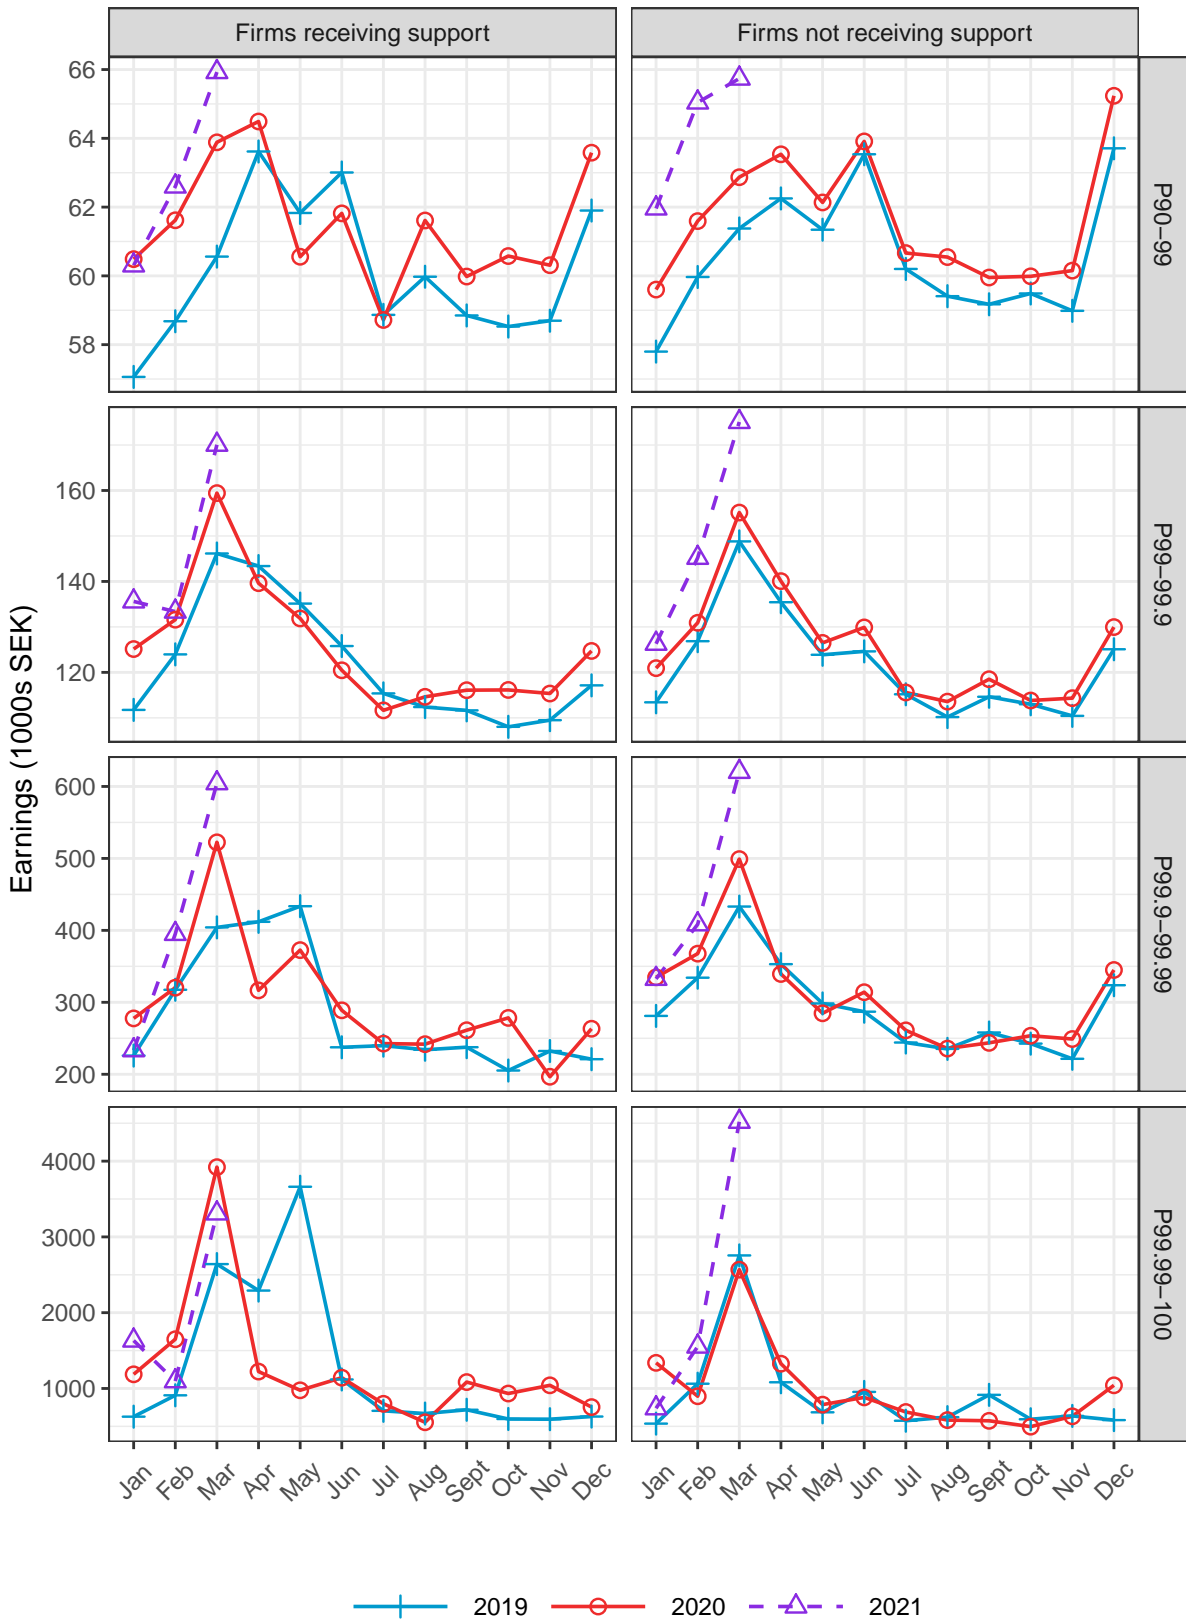 Firms receiving support
Firms not receiving support
Earnings (1000s SEK)
66
64
62
60
58
P90–99
160
140
120
P99–99.9
600
500
400
300
200
P99.9–99.99
4000
3000
2000
1000
P99.99–100
Jan Feb Mar Apr May Jun Jul Aug Sept Oct Nov Dec
Jan Feb Mar Apr May Jun Jul Aug Sept Oct Nov Dec
2019 2020 2021